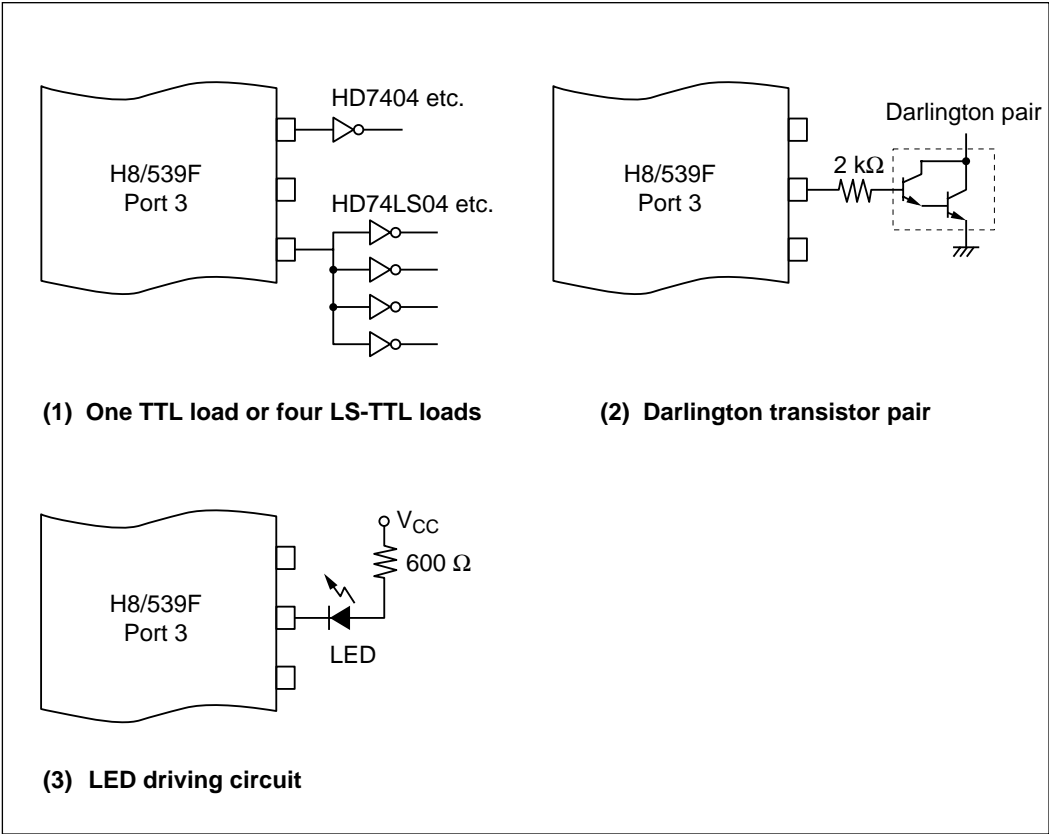 HD7404 etc.
H8/539F
Port 3
HD74LS04 etc.
(1) One TTL load or four LS-TTL loads
Darlington pair
2 kΩ
H8/539F
Port 3
(2) Darlington transistor pair
VCC
600 Ω
H8/539F
Port 3
LED
(3) LED driving circuit